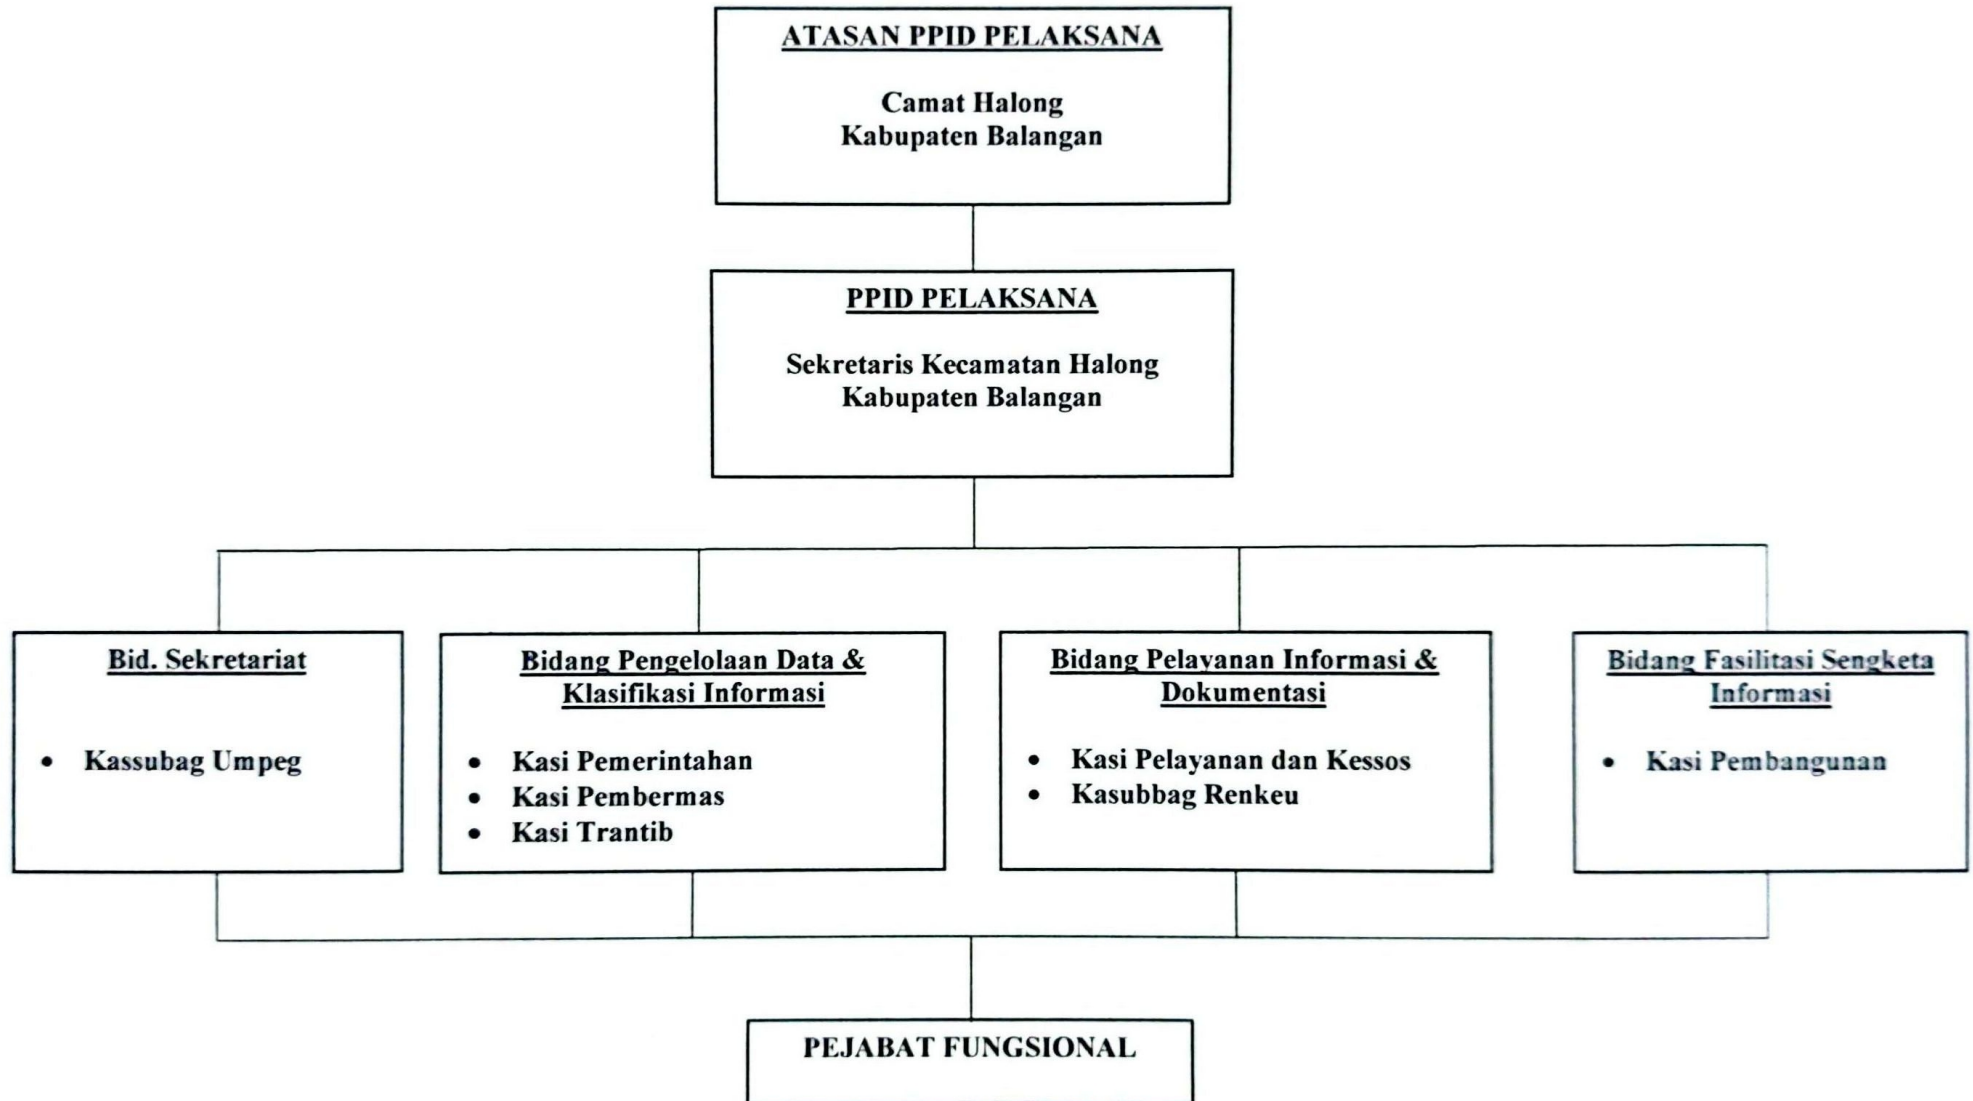 ATASAN PPID PELAKSANA
Camat Halong
Kabupaten Balangan
PPID PELAKSANA
Sekretaris Kecamatan Halong
Kabupaten Balangan
Bid. Sekretariat
• Kassubag Umpeg
Bidang Pengelolaan Data &
Klasifikasi Informasi
• Kasi Pemerintahan
• Kasi Pembermas
• Kasi Trantib
Bidang Pelayanan Informasi &
Dokumentasi
• Kasi Pelayanan dan Kessos
• Kasubbag Renkeu
Bidang Fasilitasi Sengketa
Informasi
• Kasi Pembangunan
PEJABAT FUNGSIONAL